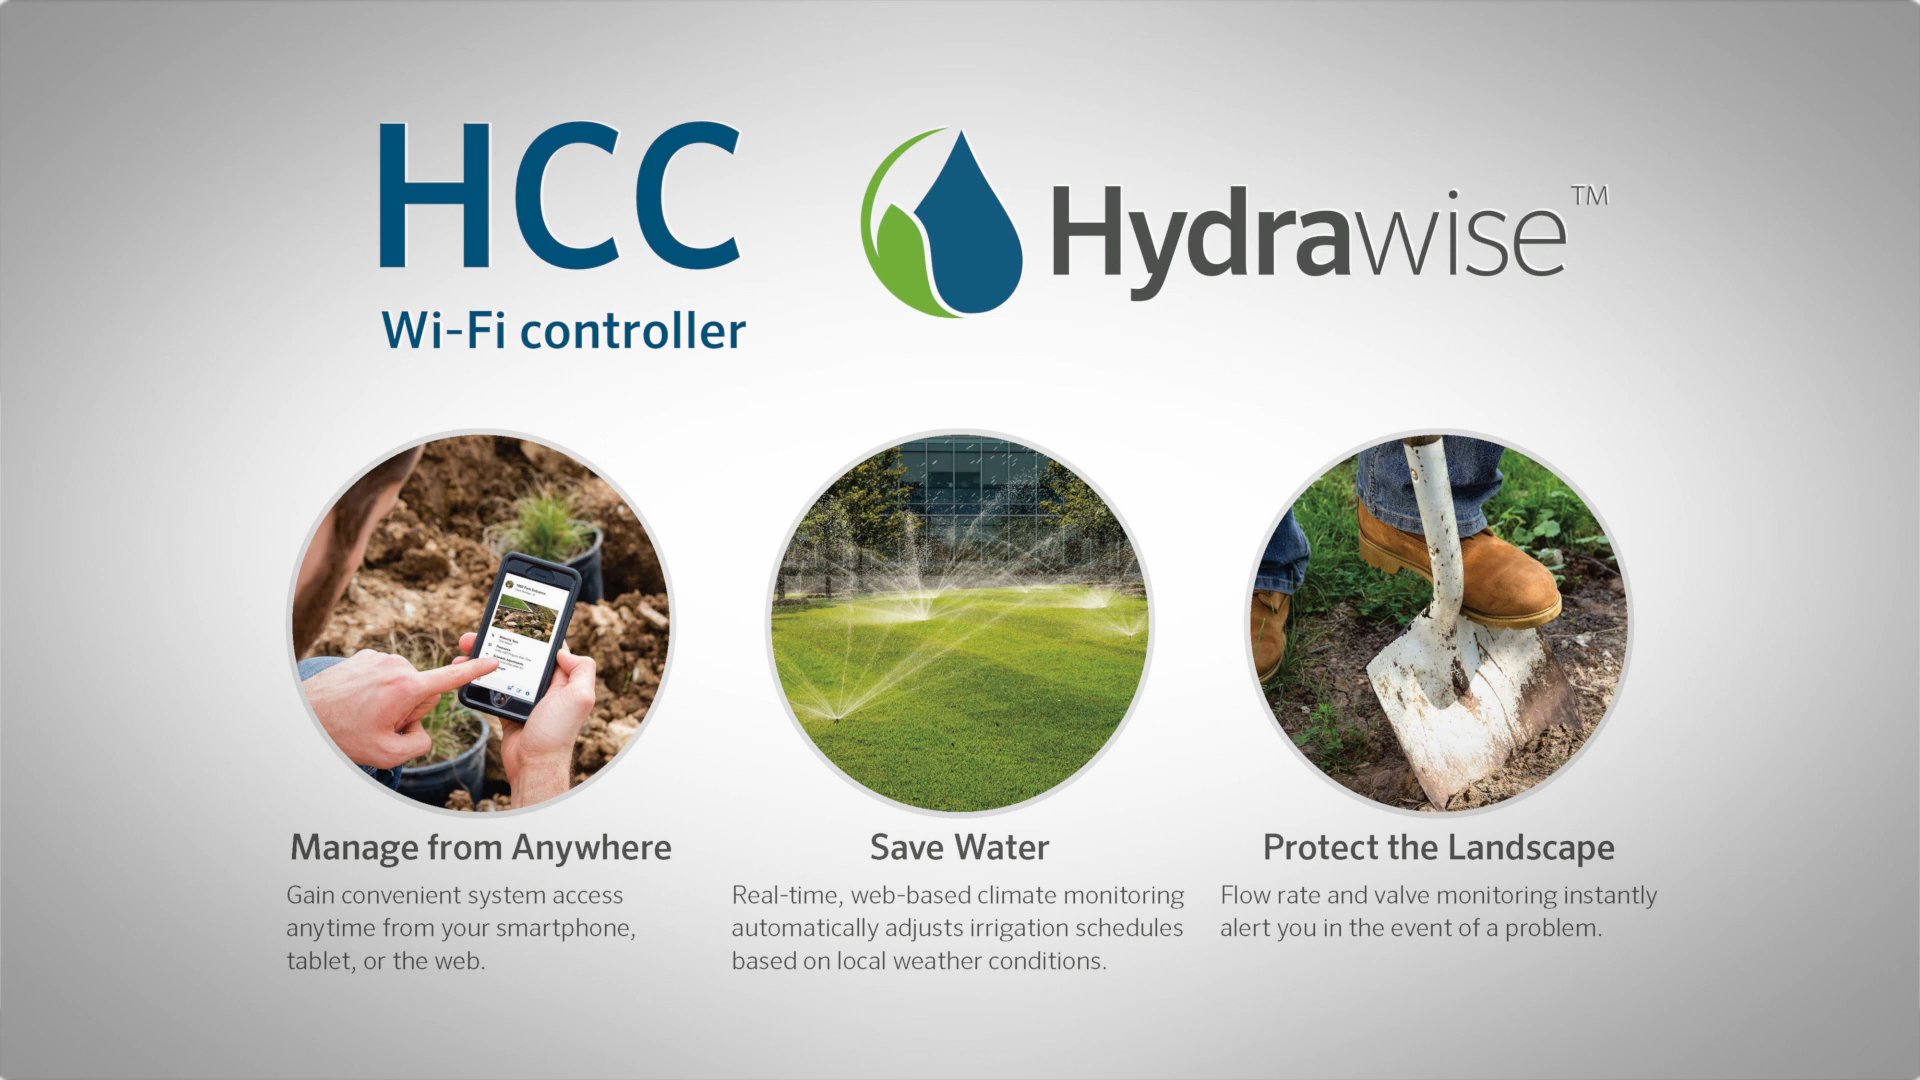 HCC
Wi-Fi controller
Hydrawise™
Manage from Anywhere
Gain convenient system access
anytime from your smartphone,
tablet, or the web.
Save Water
Real-time, web-based climate monitoring
automatically adjusts irrigation schedules
based on local weather conditions.
Protect the Landscape
Flow rate and valve monitoring instantly
alert you in the event of a problem.